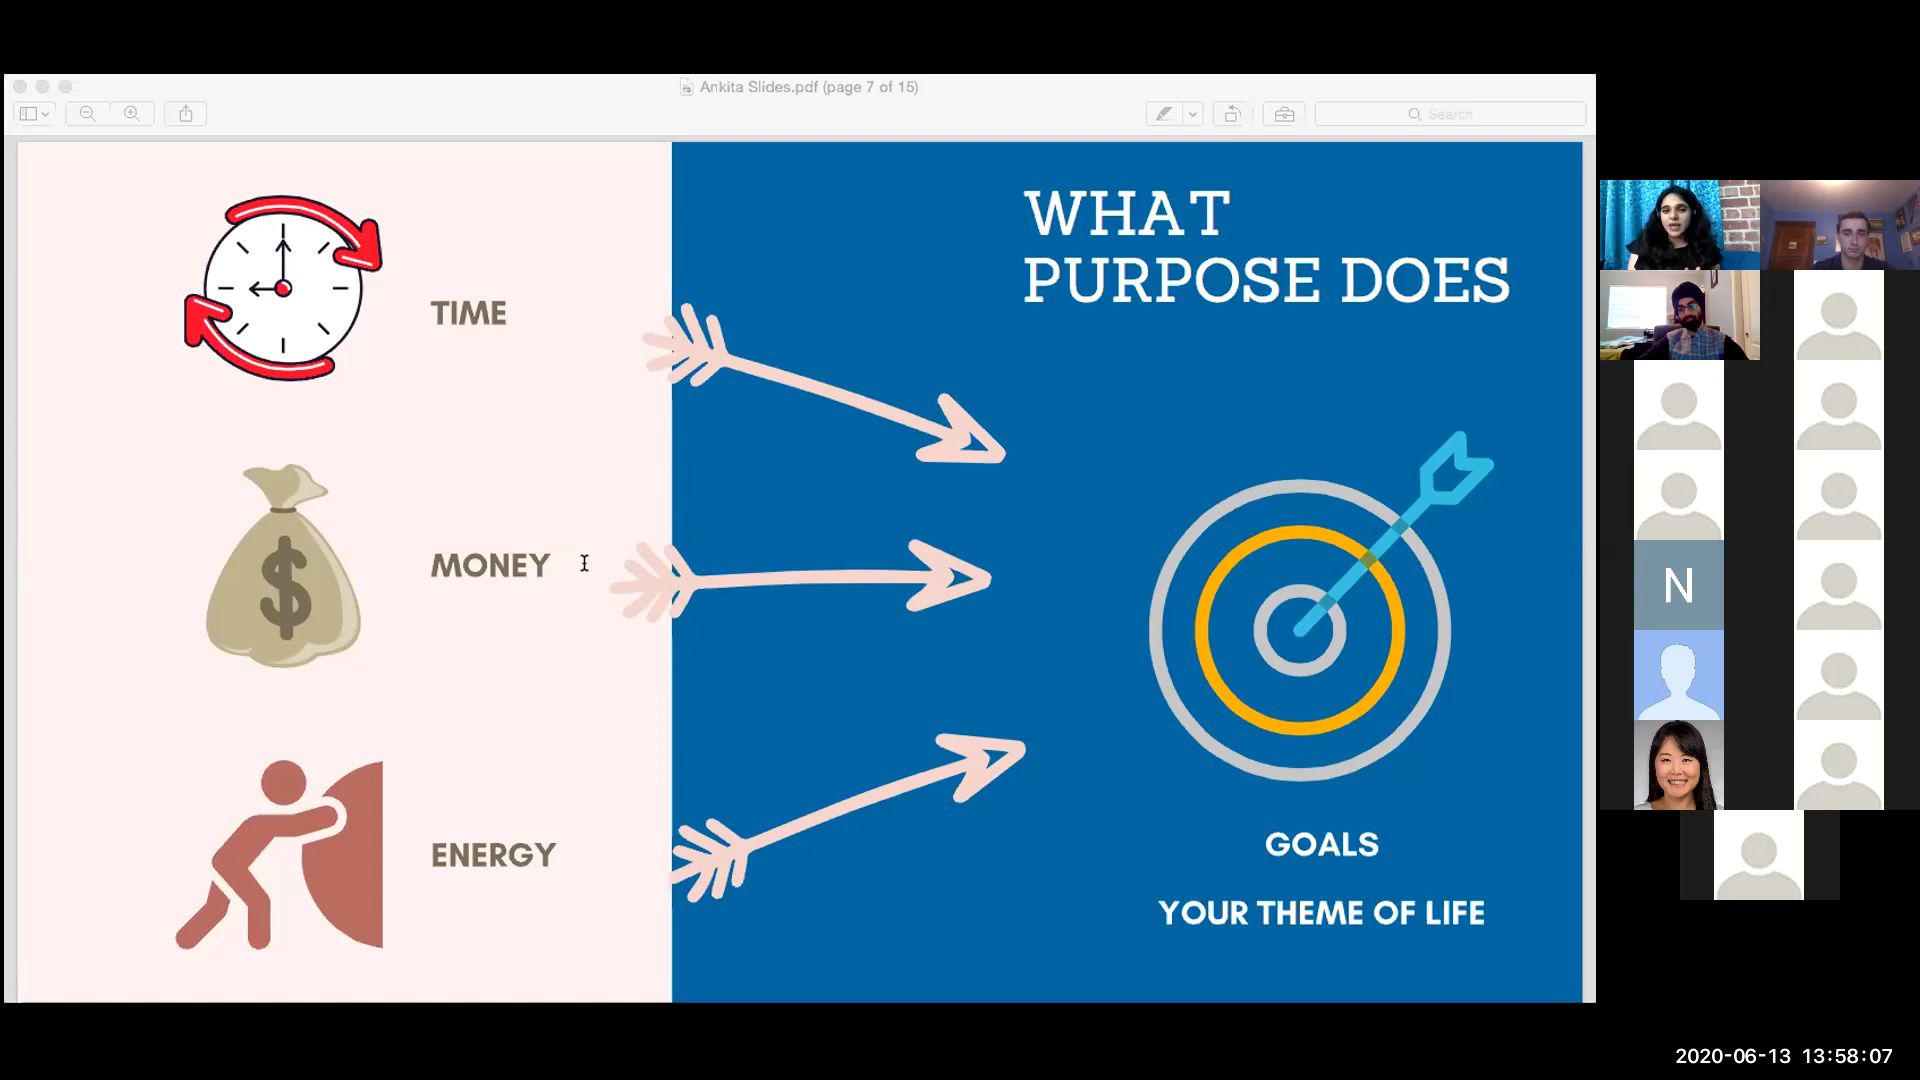 Ankita Slides.pdf (page 7 of 15)
Search
WHAT
PURPOSE DOES
TIME
$
MONEY
ENERGY
GOALS
YOUR THEME OF LIFE
N
2020-06-13 13:58:07